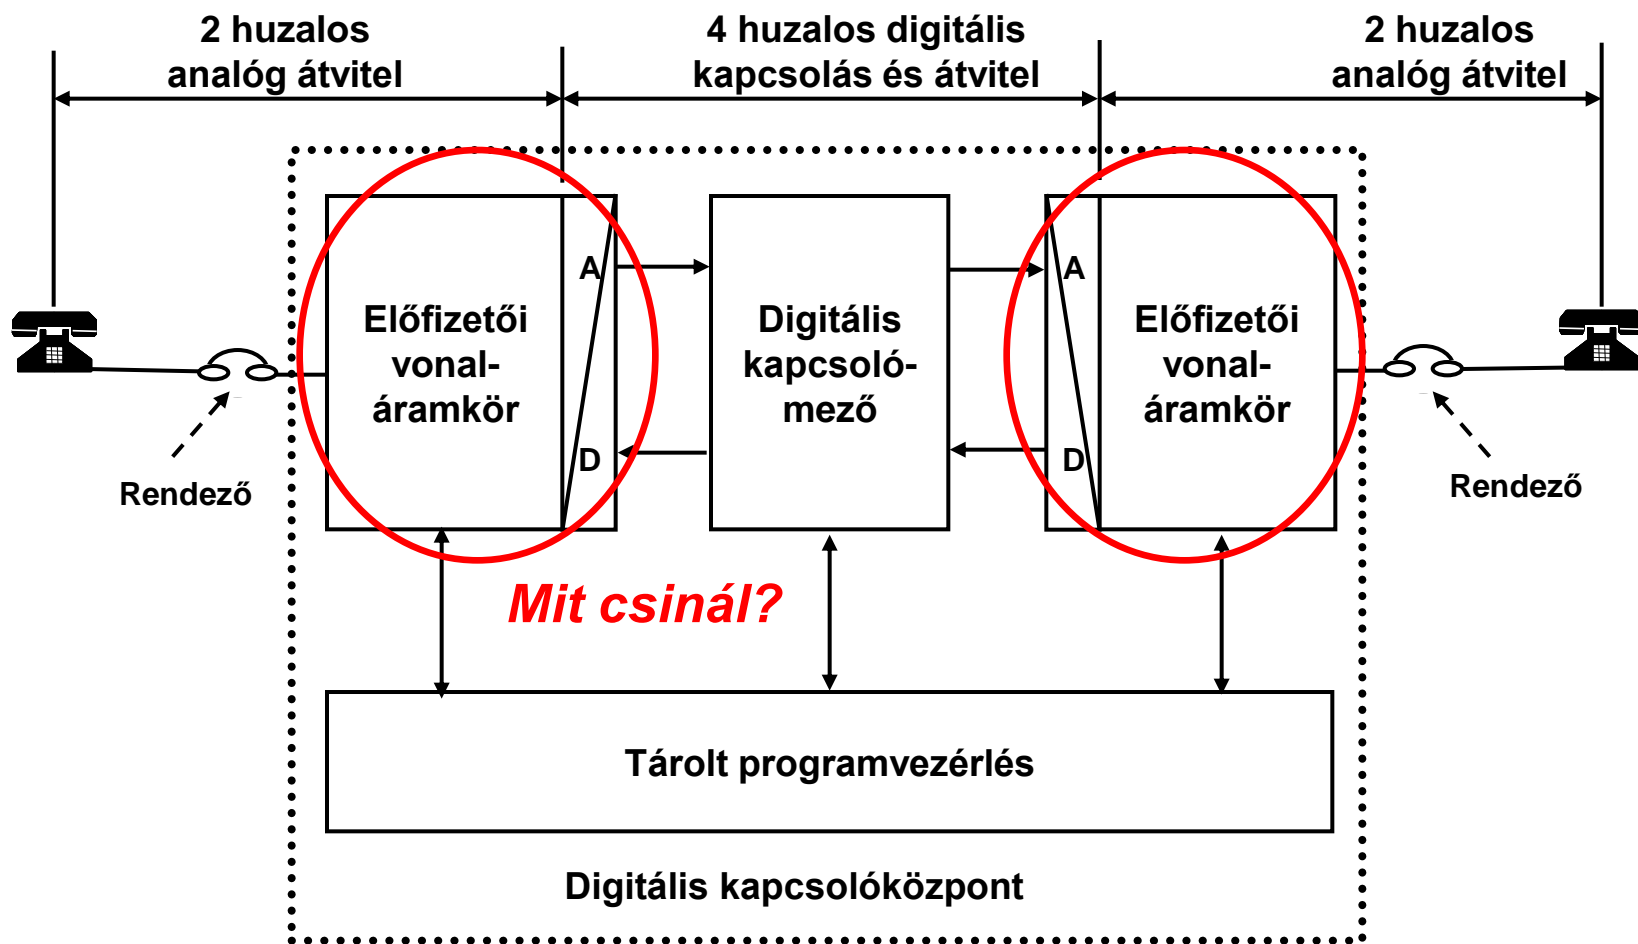 2 huzalos
analóg átvitel
4 huzalos digitális
kapcsolás és átvitel
2 huzalos
analóg átvitel
Előfizetői
vonal-
áramkör
A
D
Digitális
kapcsoló-
mező
A
D
Előfizetői
vonal-
áramkör
Rendező
Rendező
Mit csinál?
Tárolt programvezérlés
Digitális kapcsolóközpont